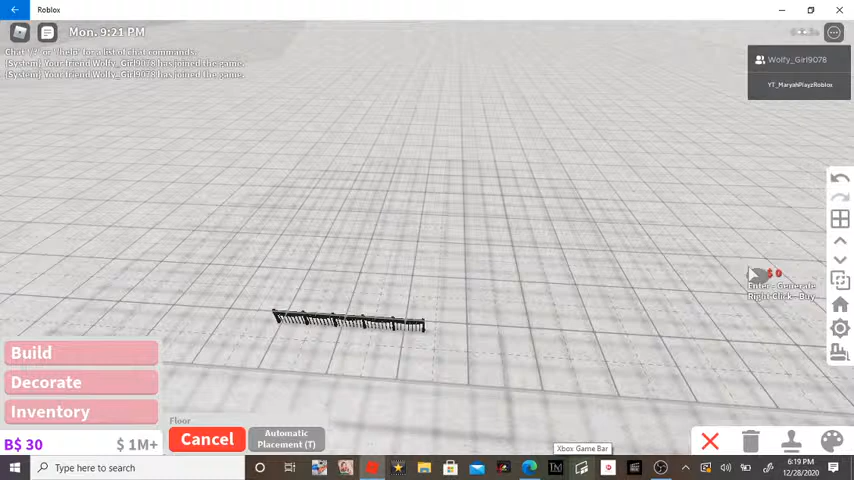 Roblox
Mon. 9:21 PM
Chat '/?' or '/help' for a list of chat commands.
{System} Your friend Wolfy_Girl9078 has joined the game.
{System} Your friend Wolfy_Girl9078 has joined the game.
Wolfy_Girl9078
YT_MaryahPlayzRoblox
$ 0
Enter - Generate
Right Click - Buy
Build
Decorate
Inventory
B$ 30
$ 1M+
Floor
Cancel
Automatic
Placement (T)
Xbox Game Bar
Type here to search
6:19 PM
12/28/2020